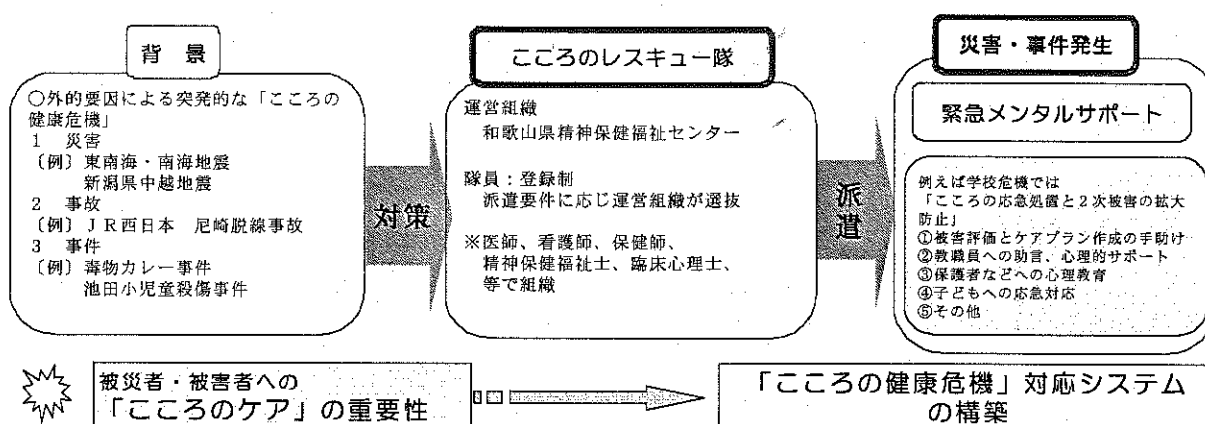 背 景
○外的要因による突発的な「こころの
健康危機」
1 災害
〔例〕東南海・南海地震
新潟県中越地震
2 事故
〔例〕JR西日本 尼崎脱線事故
3 事件
〔例〕毒物カレー事件
池田小児童殺傷事件
対策
こころのレスキュー隊
運営組織
和歌山県精神保健福祉センター
隊員：登録制
派遣要件に応じ運営組織が選抜
※医師、看護師、保健師、
精神保健福祉士、臨床心理士、
等で組織
派遣
災害・事件発生
緊急メンタルサポート
例えば学校危機では
「こころの応急処置と2次被害の拡大
防止」
①被害評価とケアプラン作成の手助け
②教職員への助言、心理的サポート
③保護者などへの心理教育
④子どもへの応急対応
⑤その他
被災者・被害者への
「こころのケア」の重要性
「こころの健康危機」対応システム
の構築